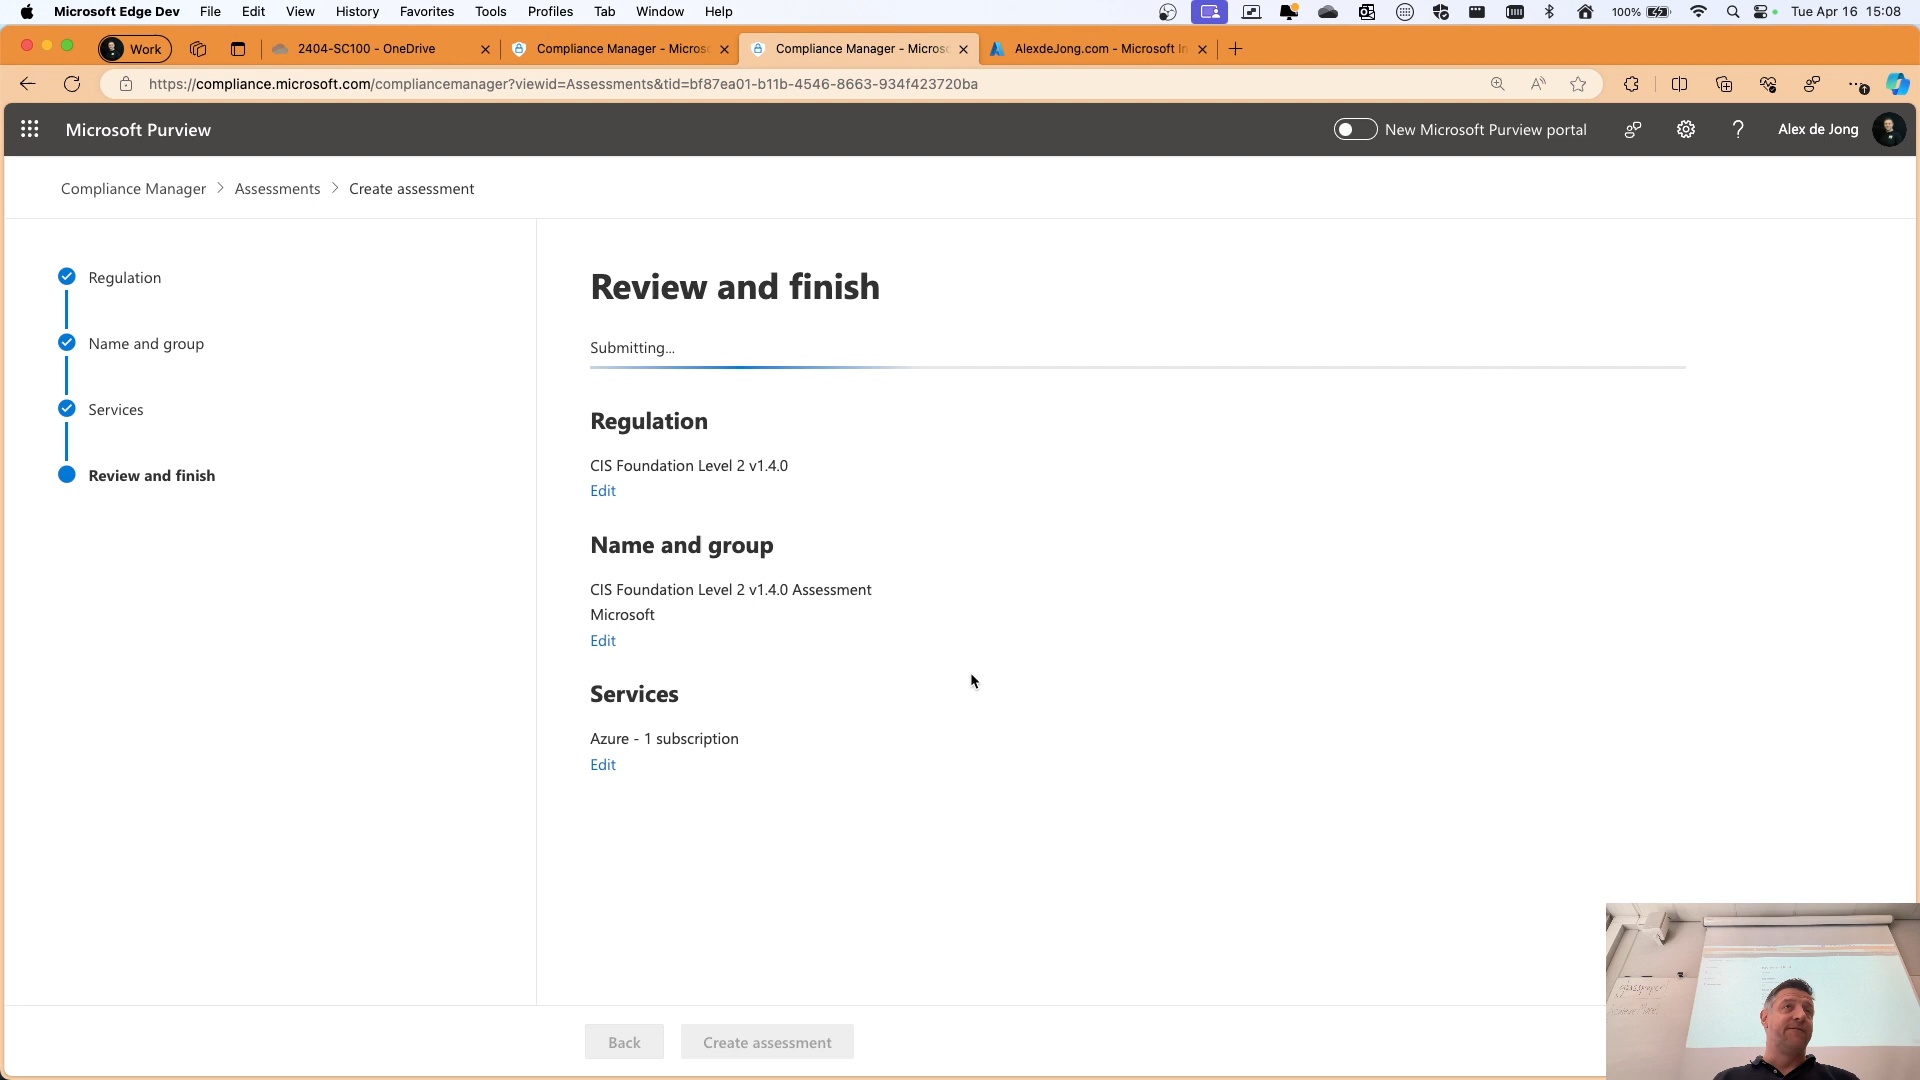 Microsoft Edge Dev File Edit View History Favorites Tools Profiles Tab Window Help 100% Tue Apr 16 15:08
Work 2404-SC100 - OneDrive Compliance Manager - Micros Compliance Manager - Micros AlexdeJong.com - Microsoft In
https://compliance.microsoft.com/compliancemanager?viewid=Assessments&tid=bf87ea01-b11b-4546-8663-934f423720ba
Microsoft Purview New Microsoft Purview portal Alex de Jong
Compliance Manager > Assessments > Create assessment
Regulation
Name and group
Services
Review and finish
Review and finish
Submitting...
Regulation
CIS Foundation Level 2 v1.4.0
Edit
Name and group
CIS Foundation Level 2 v1.4.0 Assessment
Microsoft
Edit
Services
Azure - 1 subscription
Edit
Back Create assessment